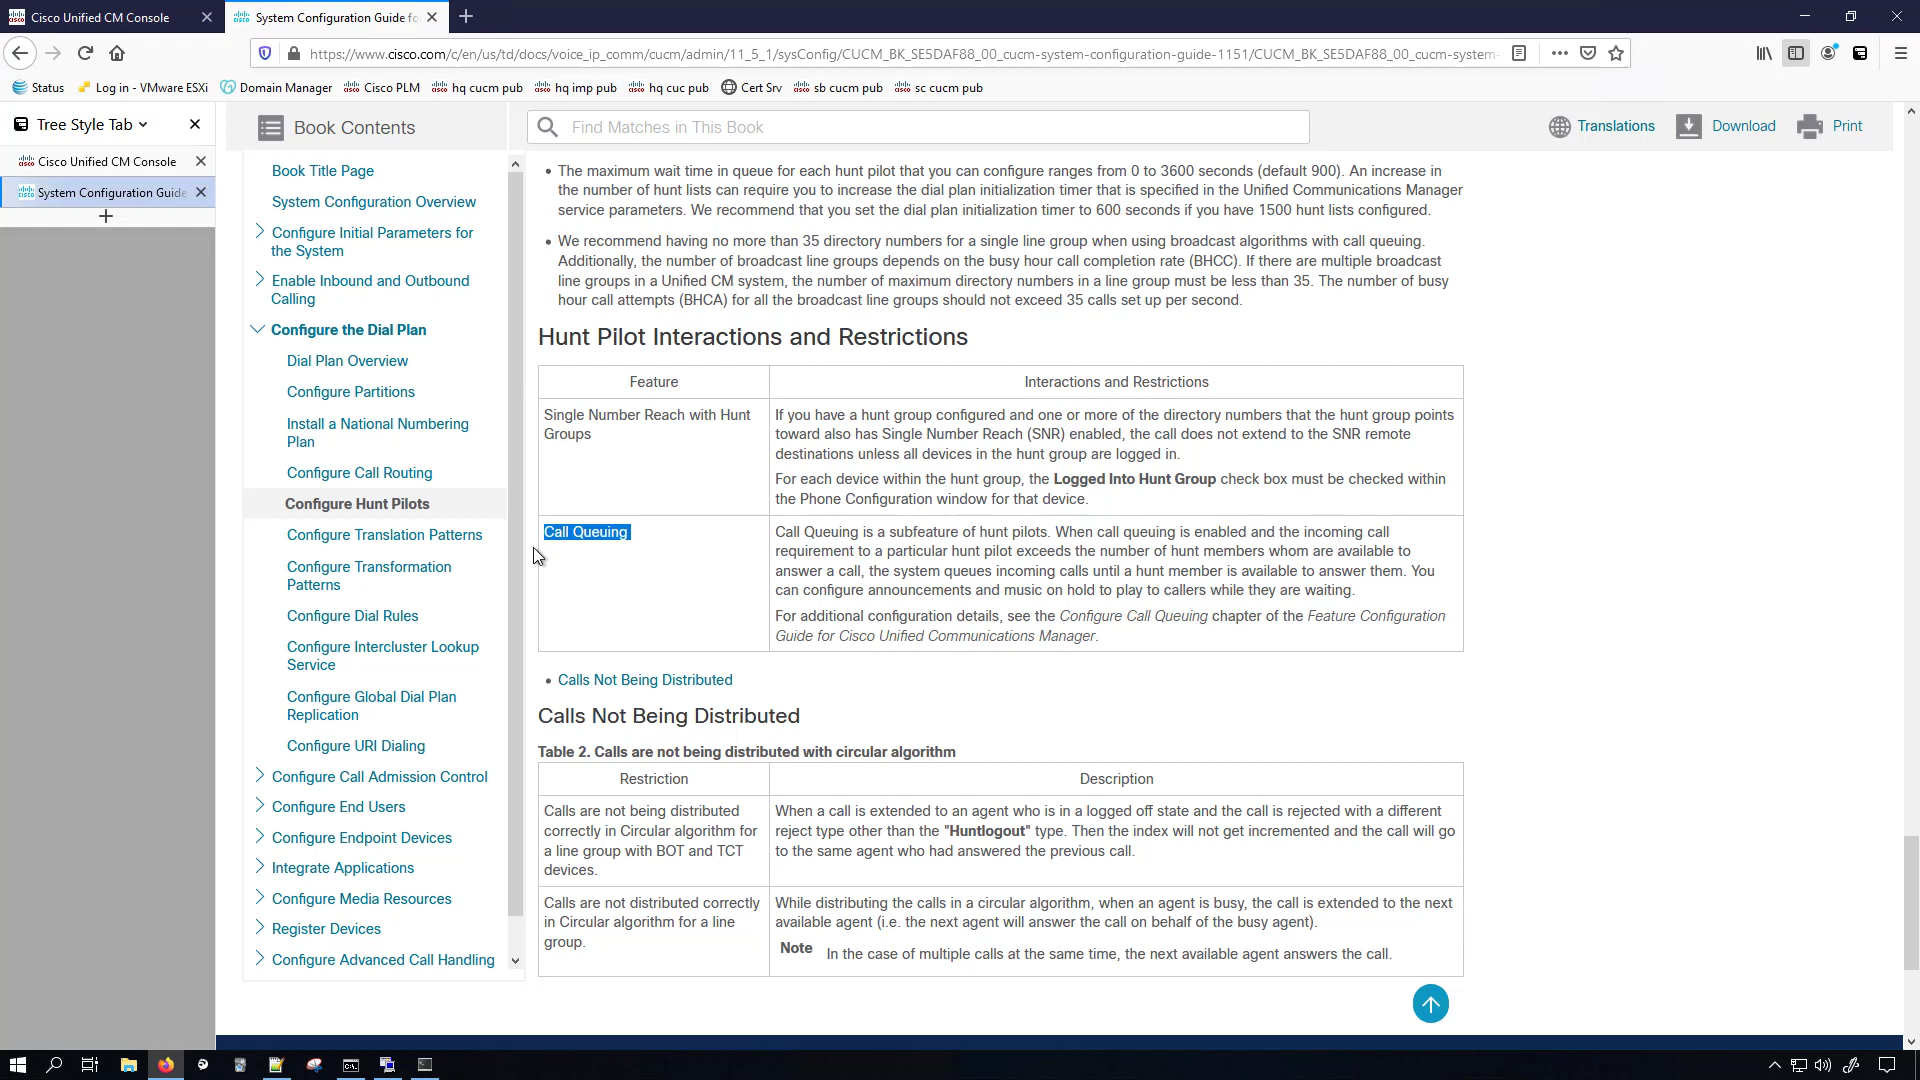 Cisco Unified CM Console
System Configuration Guide fo
https://www.cisco.com/c/en/us/td/docs/voice_ip_comm/cucm/admin/11_5_1/sysConfig/CUCM_BK_SE5DAF88_00_cucm-system-configuration-guide-1151/CUCM_BK_SE5DAF88_00_cucm-system-
Status
Log in - VMware ESXi
Domain Manager
Cisco PLM
hq cucm pub
hq imp pub
hq cuc pub
Cert Srv
sb cucm pub
sc cucm pub
Tree Style Tab
Cisco Unified CM Console
System Configuration Guide
Book Contents
Find Matches in This Book
Translations
Download
Print
Book Title Page
System Configuration Overview
Configure Initial Parameters for
the System
Enable Inbound and Outbound
Calling
Configure the Dial Plan
Dial Plan Overview
Configure Partitions
Install a National Numbering
Plan
Configure Call Routing
Configure Hunt Pilots
Configure Translation Patterns
Configure Transformation
Patterns
Configure Dial Rules
Configure Intercluster Lookup
Service
Configure Global Dial Plan
Replication
Configure URI Dialing
Configure Call Admission Control
Configure End Users
Configure Endpoint Devices
Integrate Applications
Configure Media Resources
Register Devices
Configure Advanced Call Handling
• The maximum wait time in queue for each hunt pilot that you can configure ranges from 0 to 3600 seconds (default 900). An increase in
the number of hunt lists can require you to increase the dial plan initialization timer that is specified in the Unified Communications Manager
service parameters. We recommend that you set the dial plan initialization timer to 600 seconds if you have 1500 hunt lists configured.
• We recommend having no more than 35 directory numbers for a single line group when using broadcast algorithms with call queuing.
Additionally, the number of broadcast line groups depends on the busy hour call completion rate (BHCC). If there are multiple broadcast
line groups in a Unified CM system, the number of maximum directory numbers in a line group must be less than 35. The number of busy
hour call attempts (BHCA) for all the broadcast line groups should not exceed 35 calls set up per second.
Hunt Pilot Interactions and Restrictions
Feature
Interactions and Restrictions
Single Number Reach with Hunt
Groups
If you have a hunt group configured and one or more of the directory numbers that the hunt group points
toward also has Single Number Reach (SNR) enabled, the call does not extend to the SNR remote
destinations unless all devices in the hunt group are logged in.
For each device within the hunt group, the Logged Into Hunt Group check box must be checked within
the Phone Configuration window for that device.
Call Queuing
Call Queuing is a subfeature of hunt pilots. When call queuing is enabled and the incoming call
requirement to a particular hunt pilot exceeds the number of hunt members whom are available to
answer a call, the system queues incoming calls until a hunt member is available to answer them. You
can configure announcements and music on hold to play to callers while they are waiting.
For additional configuration details, see the Configure Call Queuing chapter of the Feature Configuration
Guide for Cisco Unified Communications Manager.
• Calls Not Being Distributed
Calls Not Being Distributed
Table 2. Calls are not being distributed with circular algorithm
Restriction
Description
Calls are not being distributed
correctly in Circular algorithm for
a line group with BOT and TCT
devices.
When a call is extended to an agent who is in a logged off state and the call is rejected with a different
reject type other than the "Huntlogout" type. Then the index will not get incremented and the call will go
to the same agent who had answered the previous call.
Calls are not distributed correctly
in Circular algorithm for a line
group.
While distributing the calls in a circular algorithm, when an agent is busy, the call is extended to the next
available agent (i.e. the next agent will answer the call on behalf of the busy agent).
Note In the case of multiple calls at the same time, the next available agent answers the call.